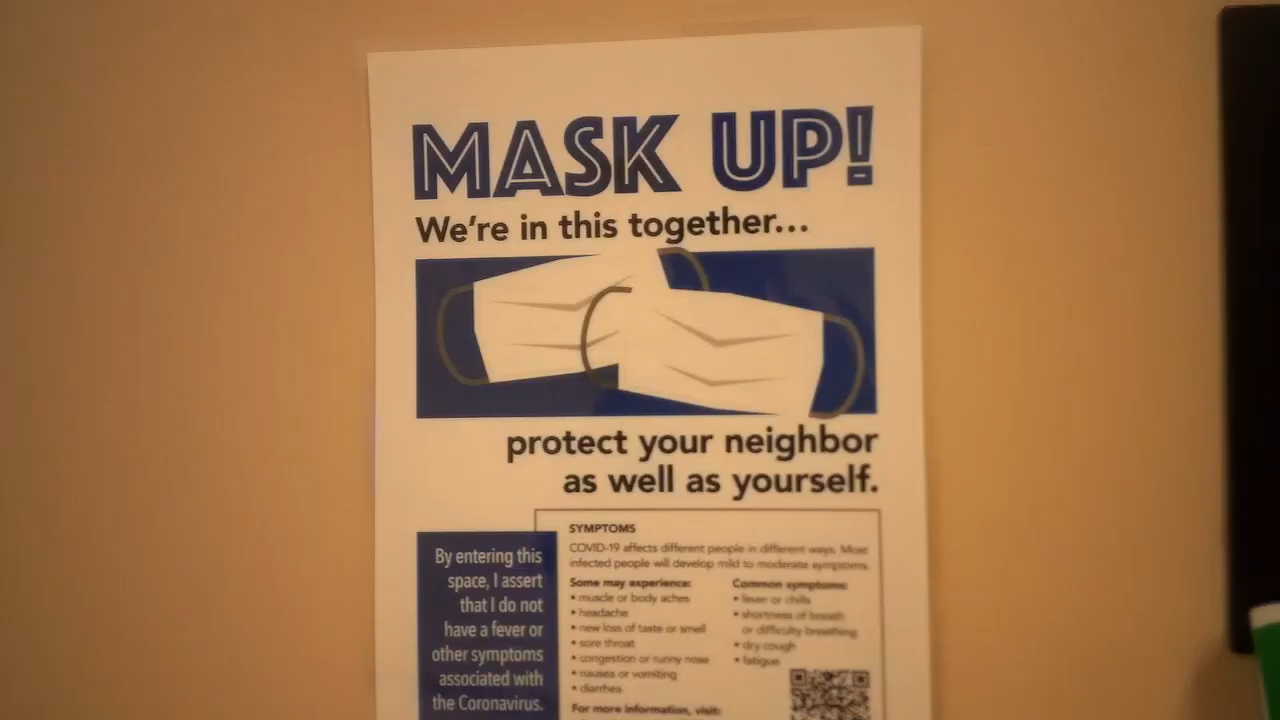 MASK UP!
We're in this together...
protect your neighbor
as well as yourself.
By entering this
space, I assert
that I do not
have a fever or
other symptoms
associated with
the Coronavirus.
SYMPTOMS
COVID-19 affects different people in different ways. Most
infected people will develop mild to moderate symptoms.
Some may experience:
• muscle or body aches
• headache
• new loss of taste or smell
• sore throat
• congestion or runny nose
• nausea or vomiting
• diarrhea
Common symptoms:
• fever or chills
• shortness of breath
or difficulty breathing
• dry cough
• fatigue
For more information, visit: